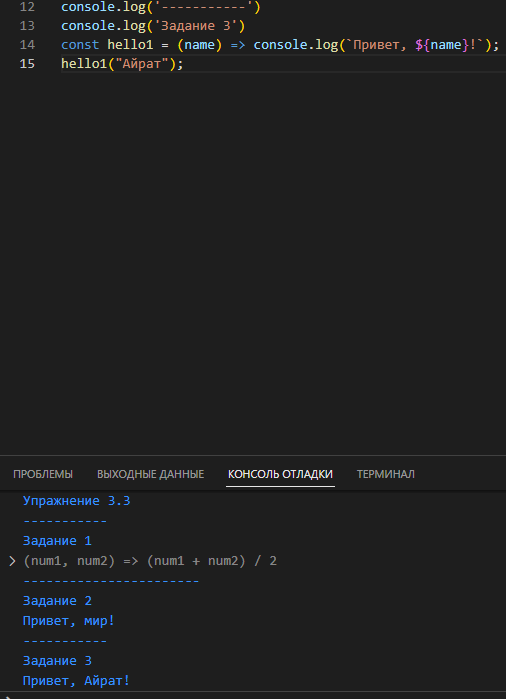 12 console.log('-----------')
13 console.log('Задание 3')
14 const hello1 = (name) => console.log(`Привет, ${name}!`);
15 hello1("Айрат");
ПРОБЛЕМЫ ВЫХОДНЫЕ ДАННЫЕ КОНСОЛЬ ОТЛАДКИ ТЕРМИНАЛ
Упражнение 3.3
-----------
Задание 1
> (num1, num2) => (num1 + num2) / 2
-----------------------
Задание 2
Привет, мир!
-----------
Задание 3
Привет, Айрат!